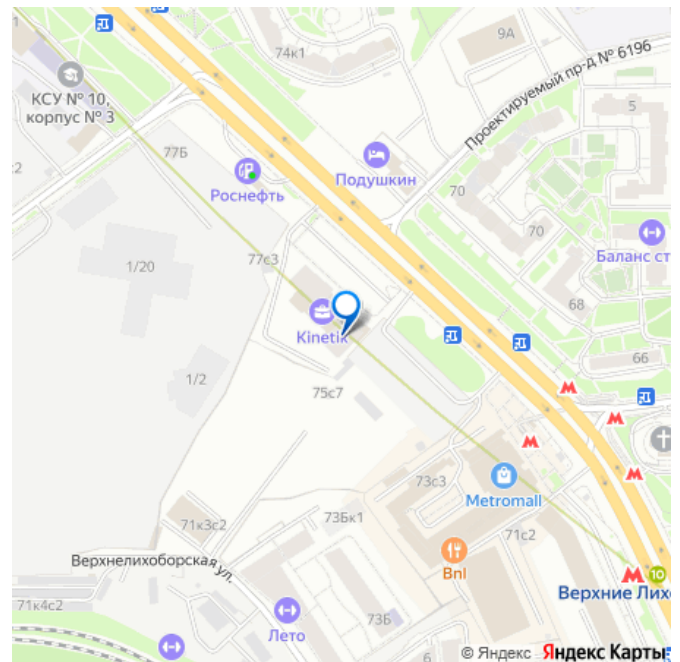 74к1
9А
Проектируемый пр-д № 6196
КСУ № 10,
корпус № 3
77Б
5
Роснефть
Подушкин
70
70
Баланс ст
1/20
77с3
68
Kinetik
66
1/2
75с7
73с3
Metromall
71к3с2
73Бк1
71с2
Верхнелихоборская ул.
Bnl
10
Верхние Лихо
71к4с2
Лето
73Б
© Яндекс Яндекс Карты